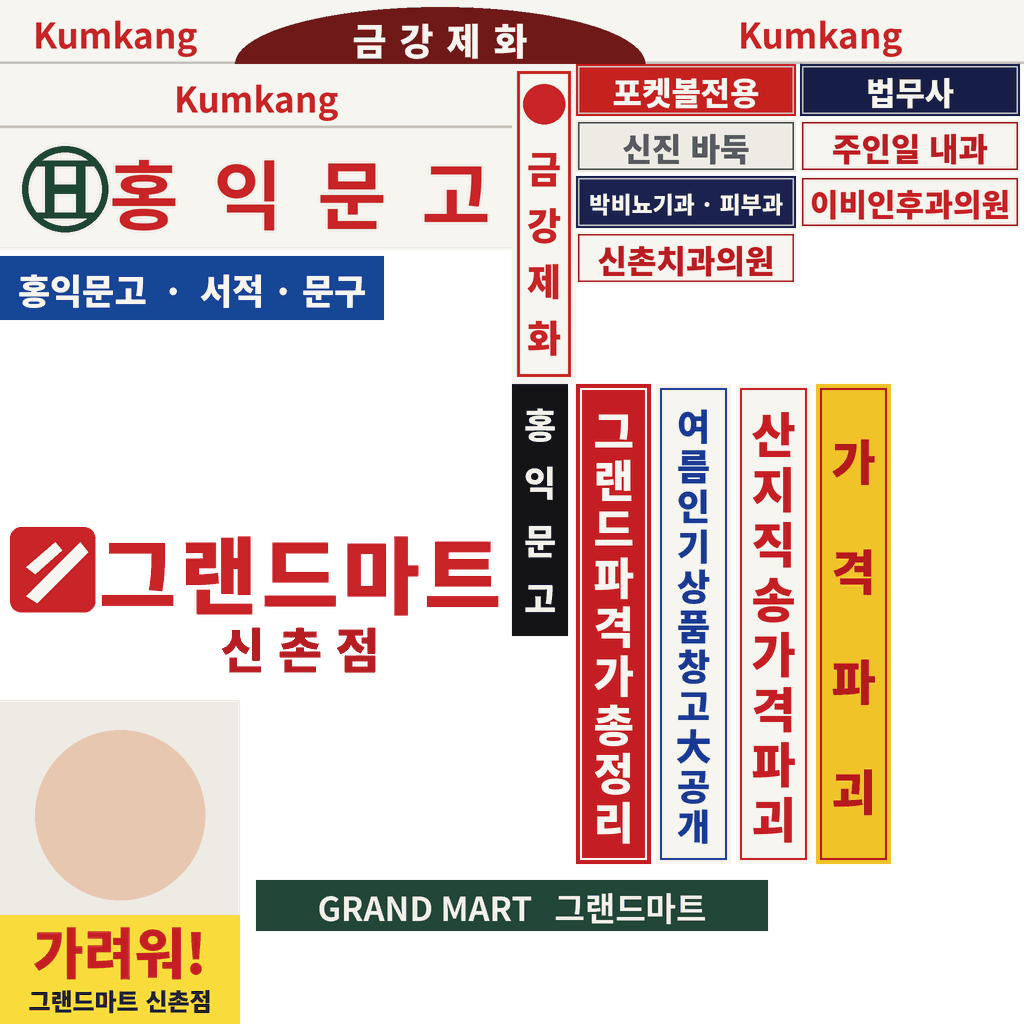 Kumkang
금강제화
Kumkang
Kumkang
H홍익문고
홍익문고 · 서적 · 문구
금강제화
포켓볼전용
법무사
신진 바둑
주인일 내과
박비뇨기과 · 피부과
이비인후과의원
신촌치과의원
홍익문고
그랜드파격가총정리
여름인기상품창고大공개
산지직송가격파괴
가격파괴
그랜드마트
신촌점
가려워!
그랜드마트 신촌점
GRAND MART 그랜드마트